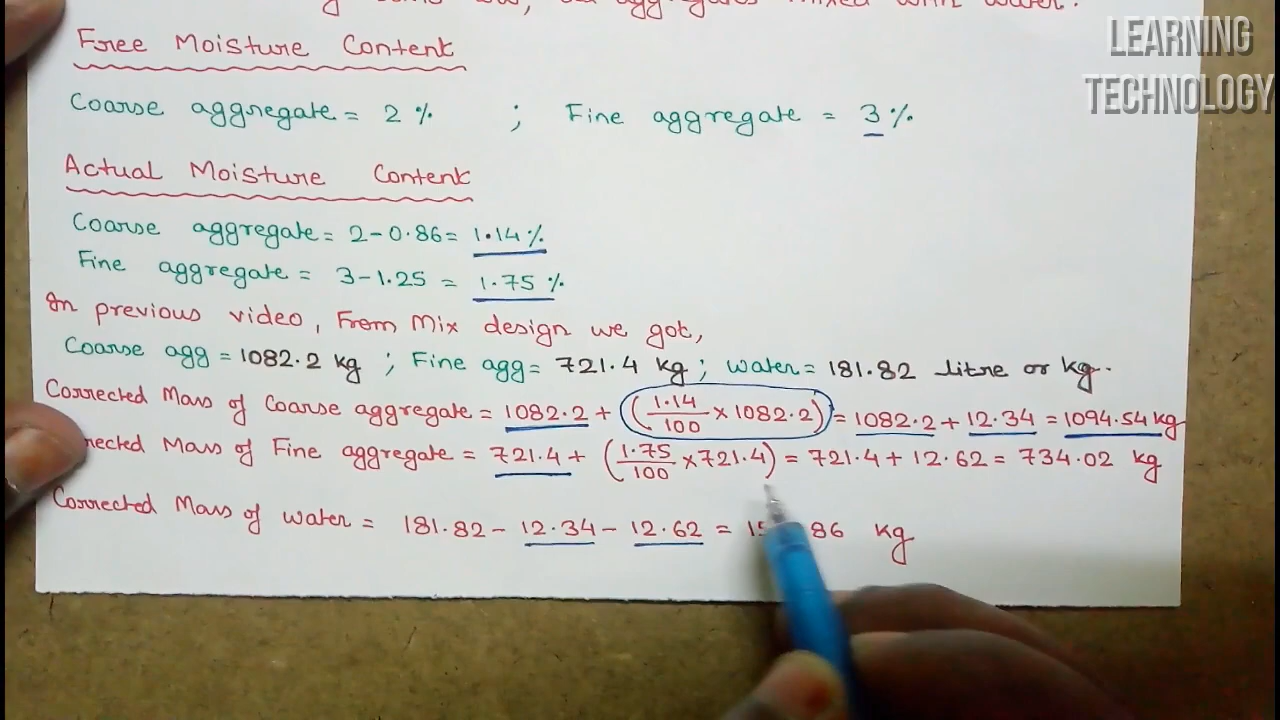 aggregates mixed with water.
LEARNING
TECHNOLOGY
Free Moisture Content
Coarse aggregate = 2 % ; Fine aggregate = 3 %
Actual Moisture Content
Coarse aggregate = 2-0.86 = 1.14 %
Fine aggregate = 3-1.25 = 1.75 %
In previous video, From Mix design we got,
Coarse agg = 1082.2 kg ; Fine agg = 721.4 kg ; water = 181.82 litre or kg.
Corrected Mass of Coarse aggregate = 1082.2 + (1.14/100 × 1082.2) = 1082.2 + 12.34 = 1094.54 kg
Mass of Fine aggregate = 721.4 + (1.75/100 × 721.4) = 721.4 + 12.62 = 734.02 kg
Corrected Mass of water = 181.82 - 12.34 - 12.62 = 86 kg